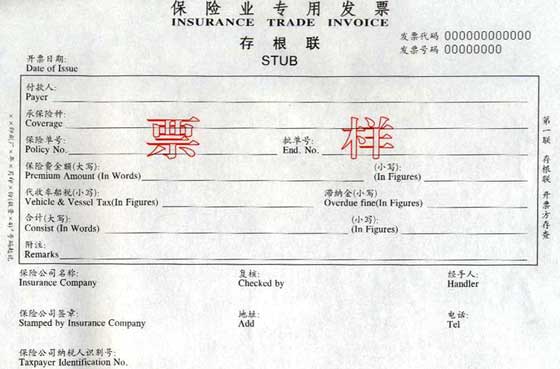 保险业专用发票
INSURANCE TRADE INVOICE
发票代码 000000000000
存根联
发票号码 00000000
STUB
开票日期:
Date of Issue
付款人:
Payer
承保险种:
Coverage
票样
保险单号: 批单号:
Policy No. End. No.
保险费金额(大写): (小写):
Premium Amount (In Words) (In Figures)
代收车船税(小写): 滞纳金(小写)
Vehicle & Vessel Tax(In Figures) Overdue fine(In Figures)
合计(大写): (小写):
Consist (In Words) (In Figures)
附注:
Remarks
第一联 存根联 开票方存查
保险公司名称: 复核: 经手人:
Insurance Company Checked by Handler
保险公司签章: 地址: 电话:
Stamped by Insurance Company Add Tel
保险公司纳税人识别号:
Taxpayer Identification No.